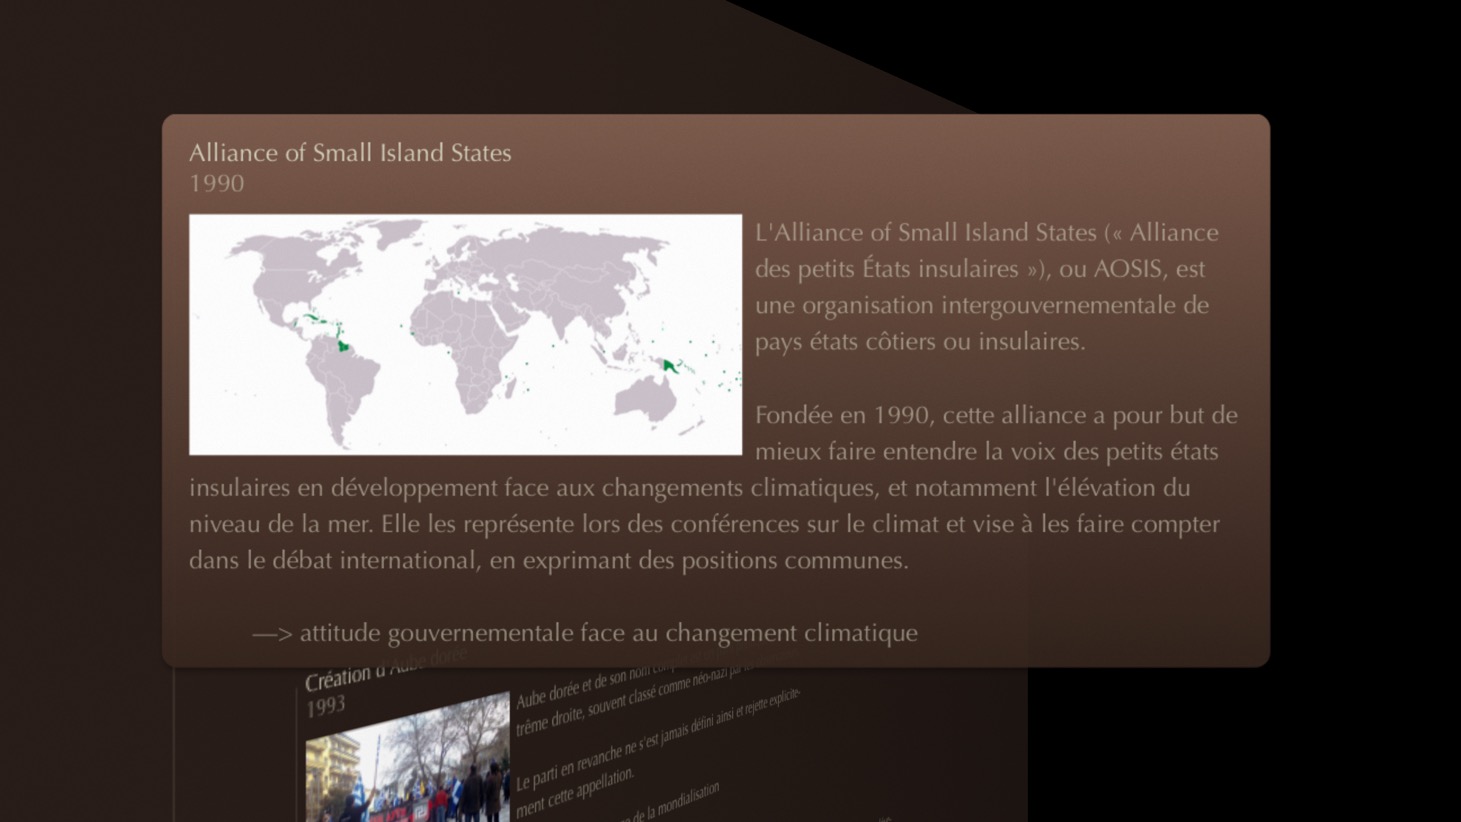 Alliance of Small Island States
1990
L'Alliance of Small Island States (« Alliance
des petits États insulaires »), ou AOSIS, est
une organisation intergouvernementale de
pays états côtiers ou insulaires.
Fondée en 1990, cette alliance a pour but de
mieux faire entendre la voix des petits états
insulaires en développement face aux changements climatiques, et notamment l'élévation du
niveau de la mer. Elle les représente lors des conférences sur le climat et vise à les faire compter
dans le débat international, en exprimant des positions communes.
—> attitude gouvernementale face au changement climatique
Création d'Aube dorée
1993
Aube dorée et de son nom
trême droite, souvent classé comme néo-nazi par
Le parti en revanche ne s'est jamais défini ainsi et rejette explicite-
ment cette appellation.
de la mondialisation